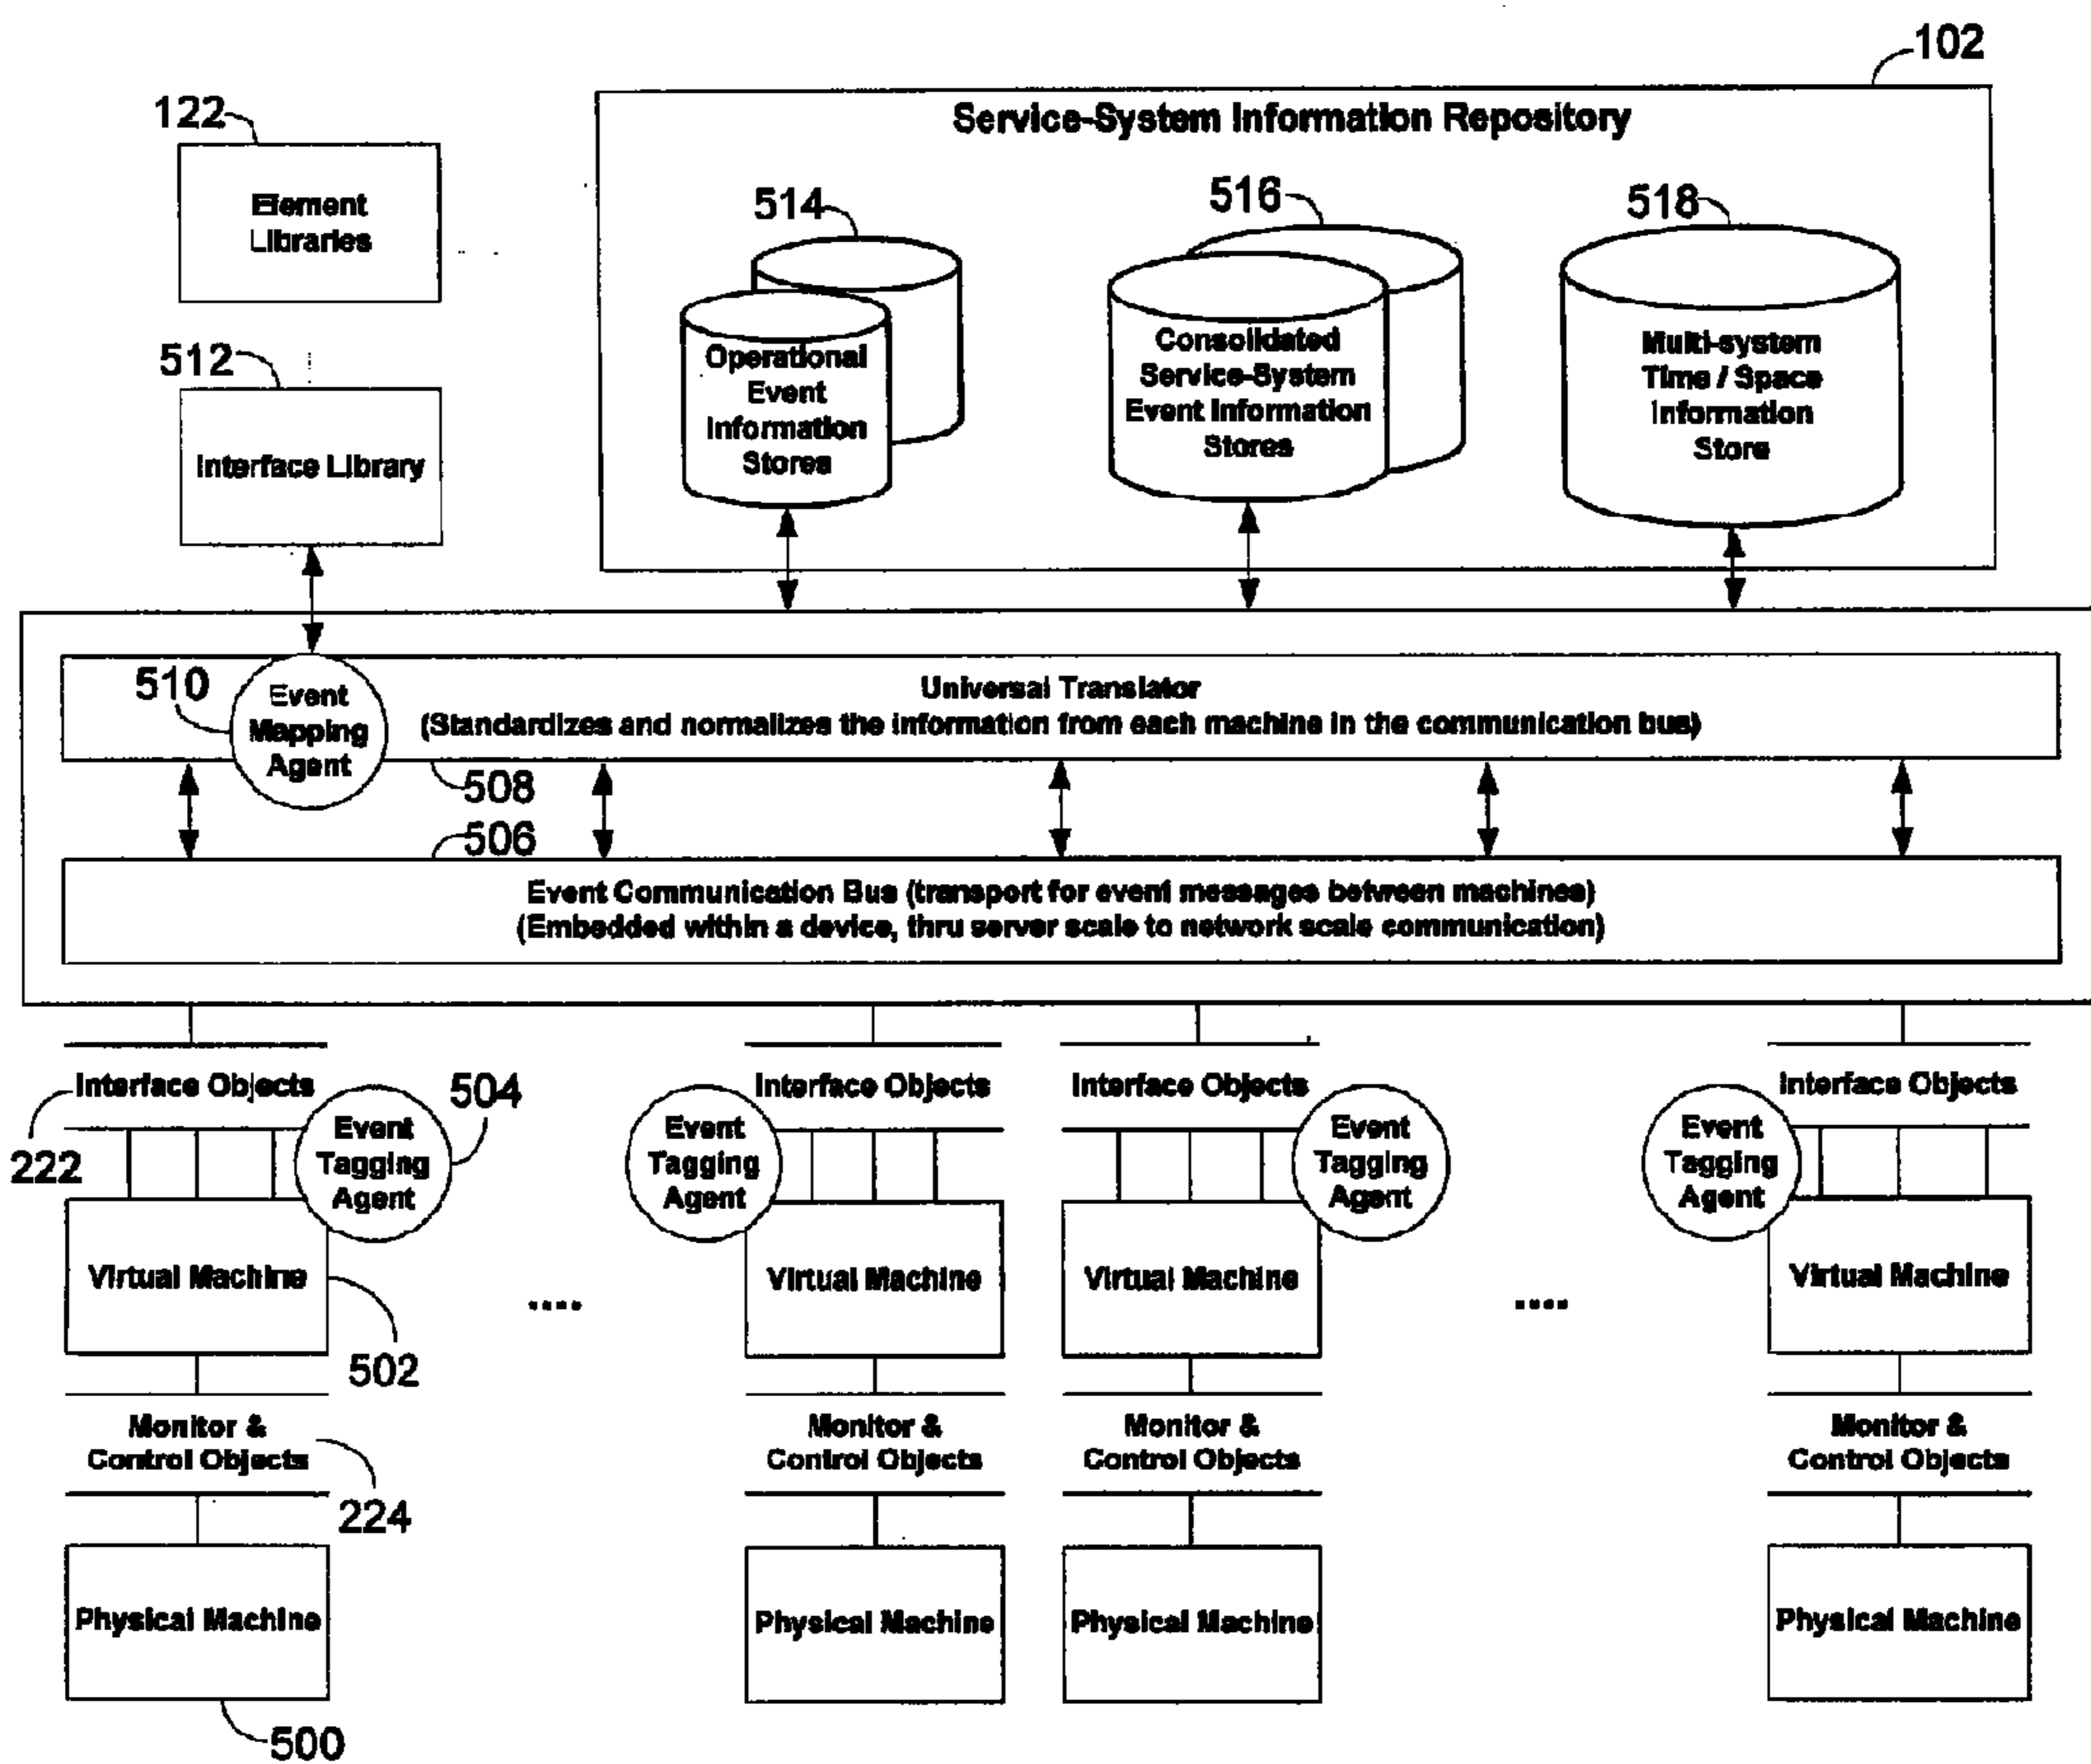 102
122
Service-System Information Repository
Element
Libraries
514
516
518
512
Operational
Event
Information
Stores
Consolidated
Service-System
Event Information
Stores
Multi-system
Time / Space
Information
Store
Interface Library
510
Event
Mapping
Agent
Universal Translator
(Standardizes and normalizes the information from each machine in the communication bus)
508
506
Event Communication Bus (transport for event messages between machines)
(Embedded within a device, thru server scale to network scale communication)
Interface Objects
504
Interface Objects
Interface Objects
Interface Objects
222
Event
Tagging
Agent
Event
Tagging
Agent
Event
Tagging
Agent
Event
Tagging
Agent
Virtual Machine
....
Virtual Machine
Virtual Machine
....
Virtual Machine
502
Monitor &
Control Objects
Monitor &
Control Objects
Monitor &
Control Objects
Monitor &
Control Objects
224
Physical Machine
Physical Machine
Physical Machine
Physical Machine
500